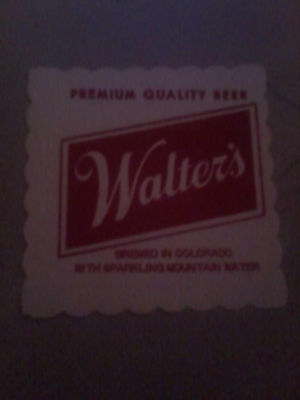 PREMIUM QUALITY BEER
Walter's
BREWED IN COLORADO
WITH SPARKLING MOUNTAIN WATER